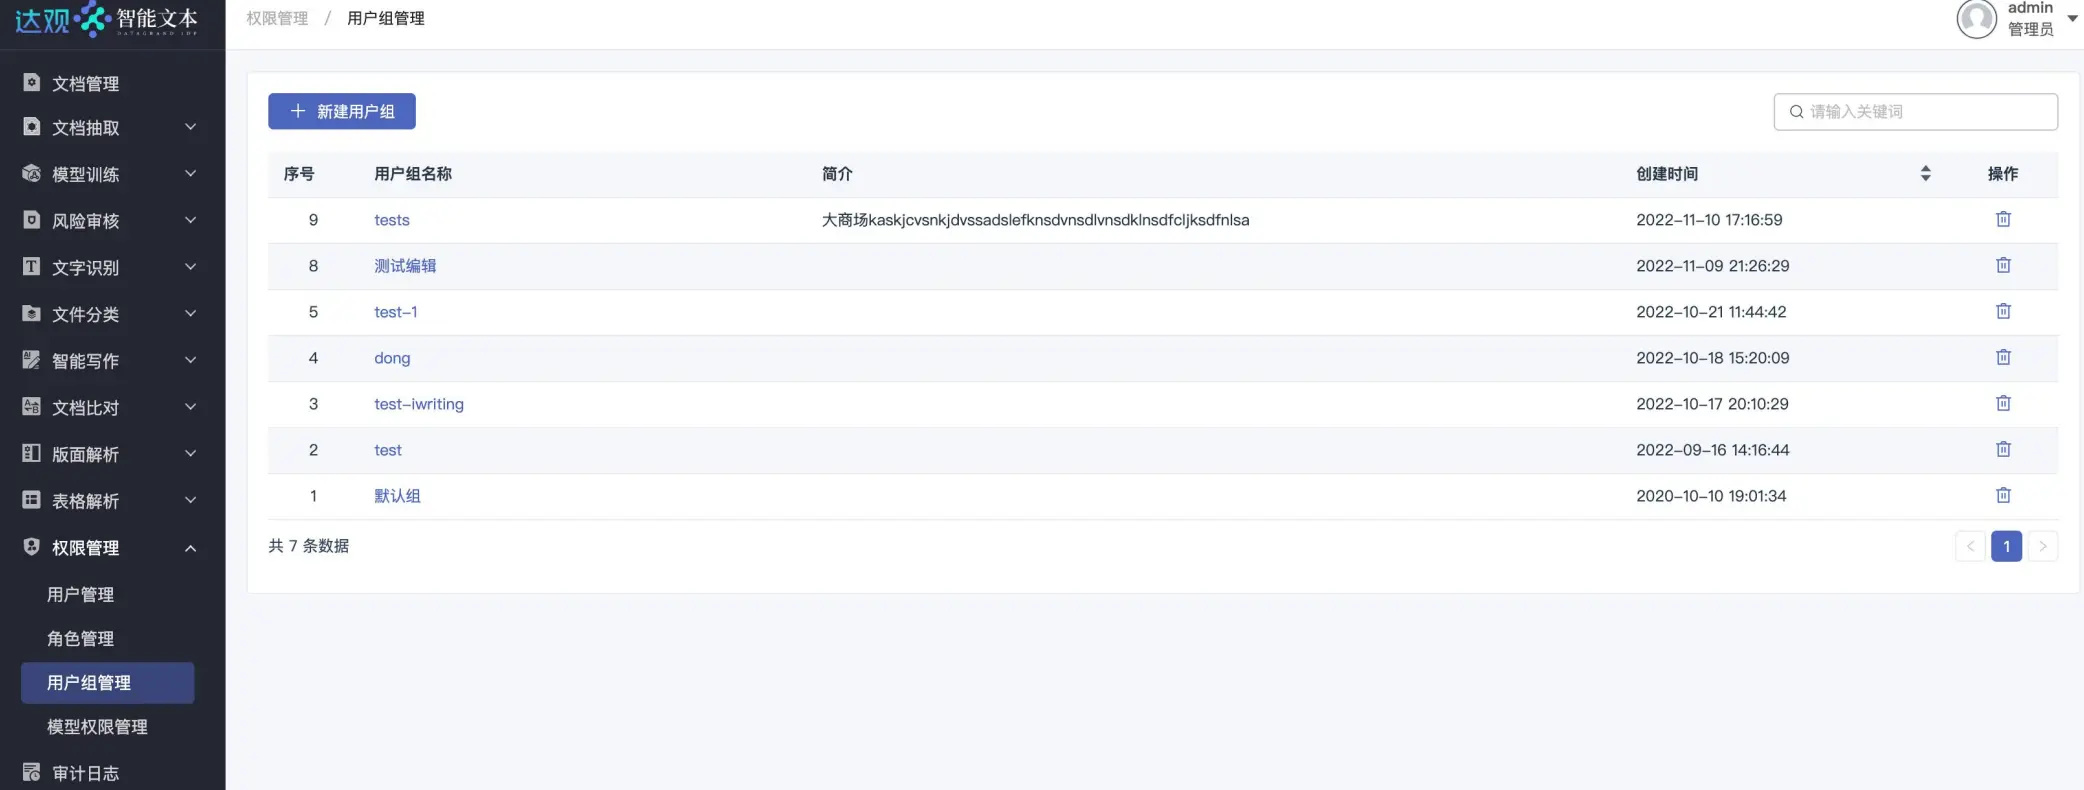 达观 智能文本
DATAGRAND IDP
权限管理 / 用户组管理
admin
管理员
文档管理
文档抽取
模型训练
风险审核
文字识别
文件分类
智能写作
文档比对
版面解析
表格解析
权限管理
用户管理
角色管理
用户组管理
模型权限管理
审计日志
+ 新建用户组
请输入关键词
序号 用户组名称 简介 创建时间 操作
9 tests 大商场kaskjcvsnkjdvssadslefknsdvnsdlvnsdklnsdfcljksdfnlsa 2022-11-10 17:16:59
8 测试编辑 2022-11-09 21:26:29
5 test-1 2022-10-21 11:44:42
4 dong 2022-10-18 15:20:09
3 test-iwriting 2022-10-17 20:10:29
2 test 2022-09-16 14:16:44
1 默认组 2020-10-10 19:01:34
共 7 条数据
< 1 >